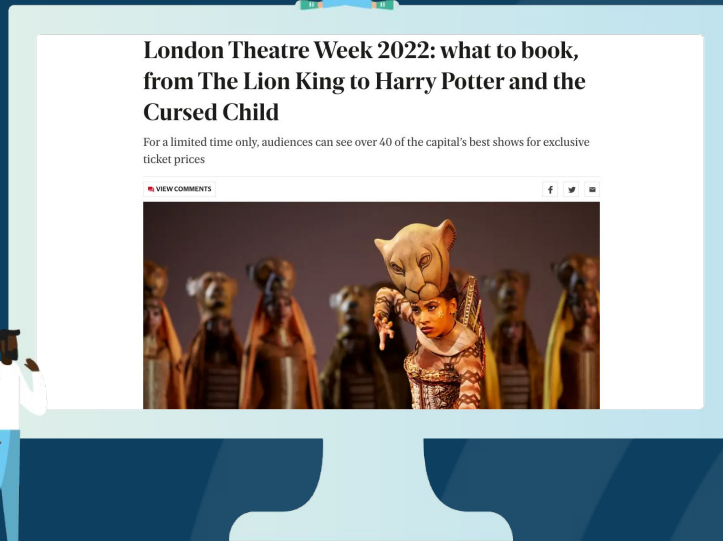 London Theatre Week 2022: what to book,
from The Lion King to Harry Potter and the
Cursed Child
For a limited time only, audiences can see over 40 of the capital's best shows for exclusive
ticket prices
VIEW COMMENTS